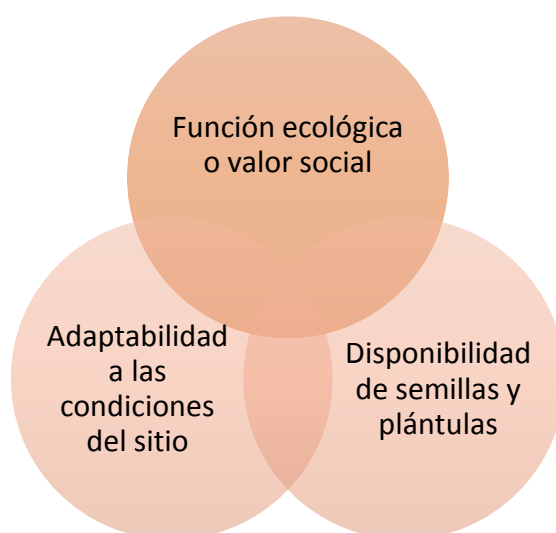 Función ecológica
o valor social
Adaptabilidad
a las
condiciones
del sitio
Disponibilidad
de semillas y
plántulas